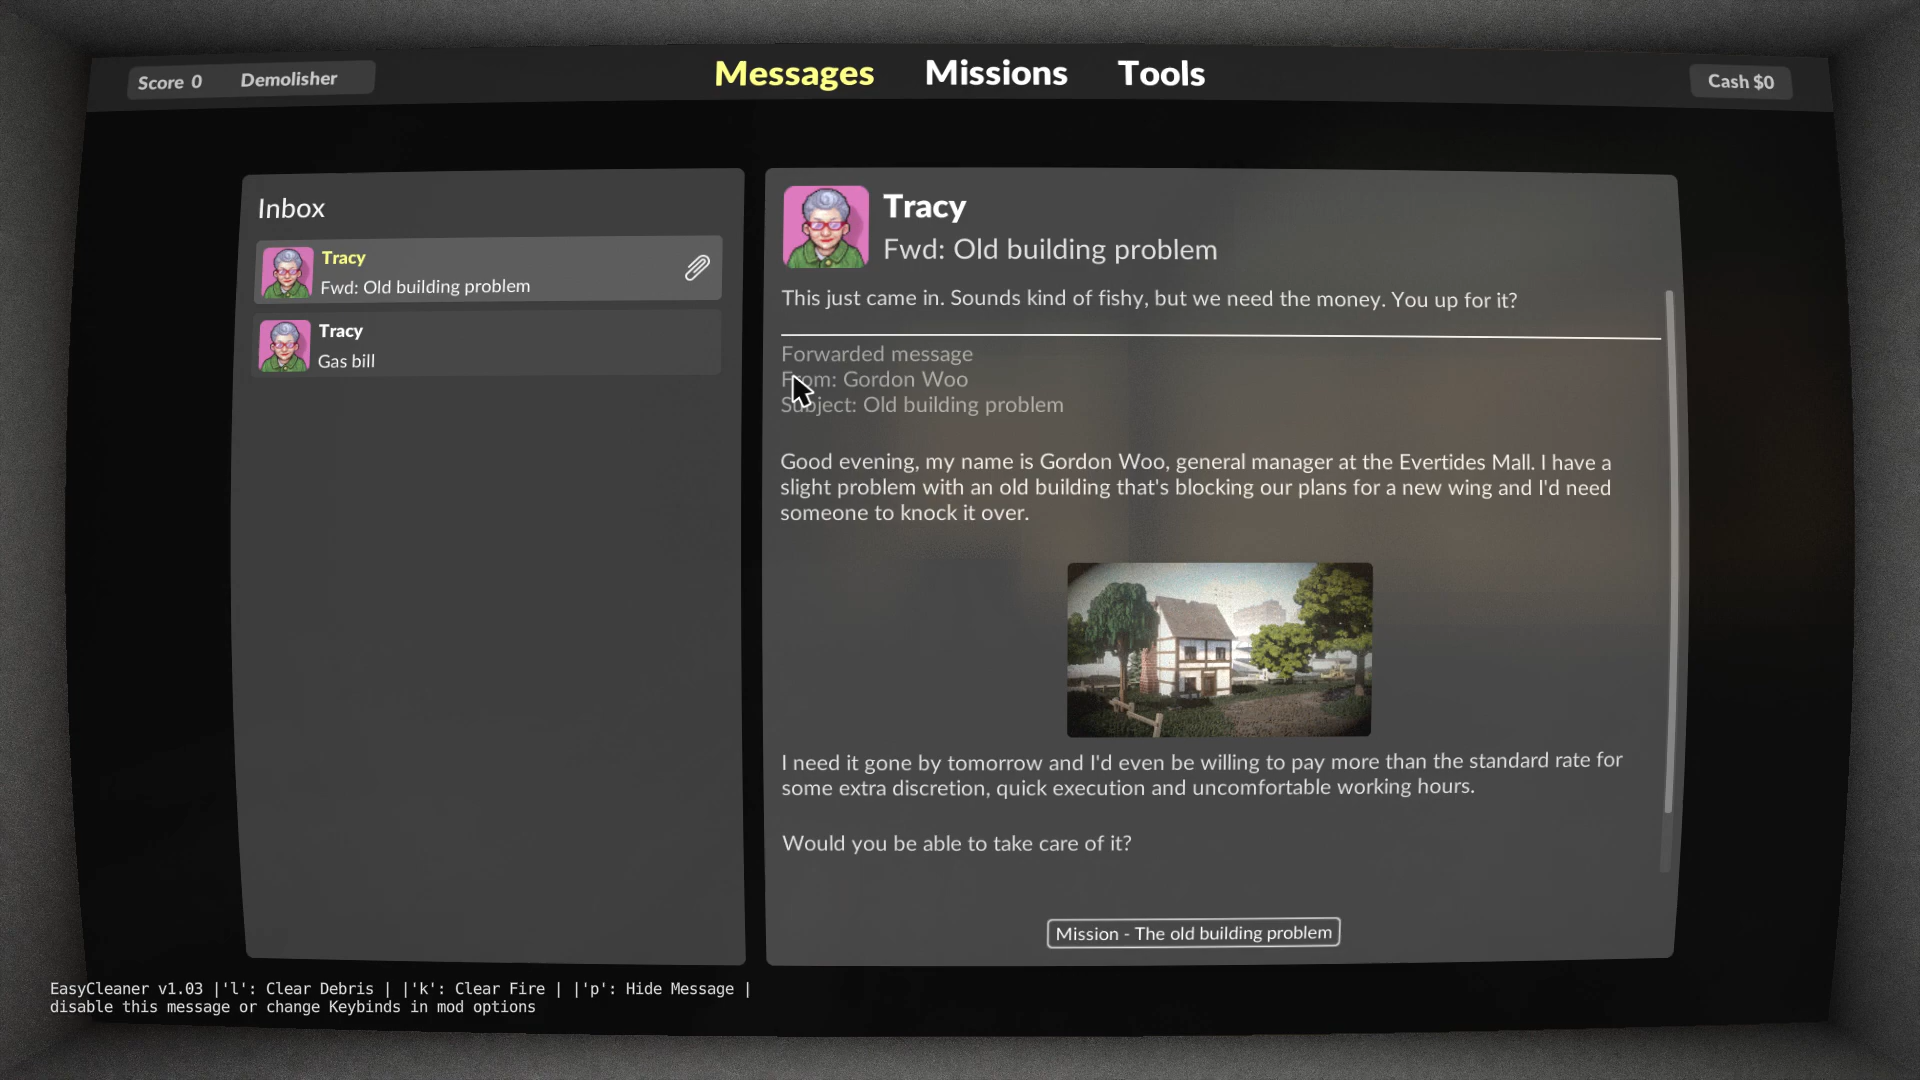 Score 0 Demolisher Messages Missions Tools Cash $0
Inbox
Tracy
Fwd: Old building problem
Tracy
Gas bill
Tracy
Fwd: Old building problem
This just came in. Sounds kind of fishy, but we need the money. You up for it?
Forwarded message
From: Gordon Woo
Subject: Old building problem
Good evening, my name is Gordon Woo, general manager at the Evertides Mall. I have a
slight problem with an old building that's blocking our plans for a new wing and I'd need
someone to knock it over.
I need it gone by tomorrow and I'd even be willing to pay more than the standard rate for
some extra discretion, quick execution and uncomfortable working hours.
Would you be able to take care of it?
Mission - The old building problem
EasyCleaner v1.03 |'l': Clear Debris | |'k': Clear Fire | |'p': Hide Message |
disable this message or change Keybinds in mod options